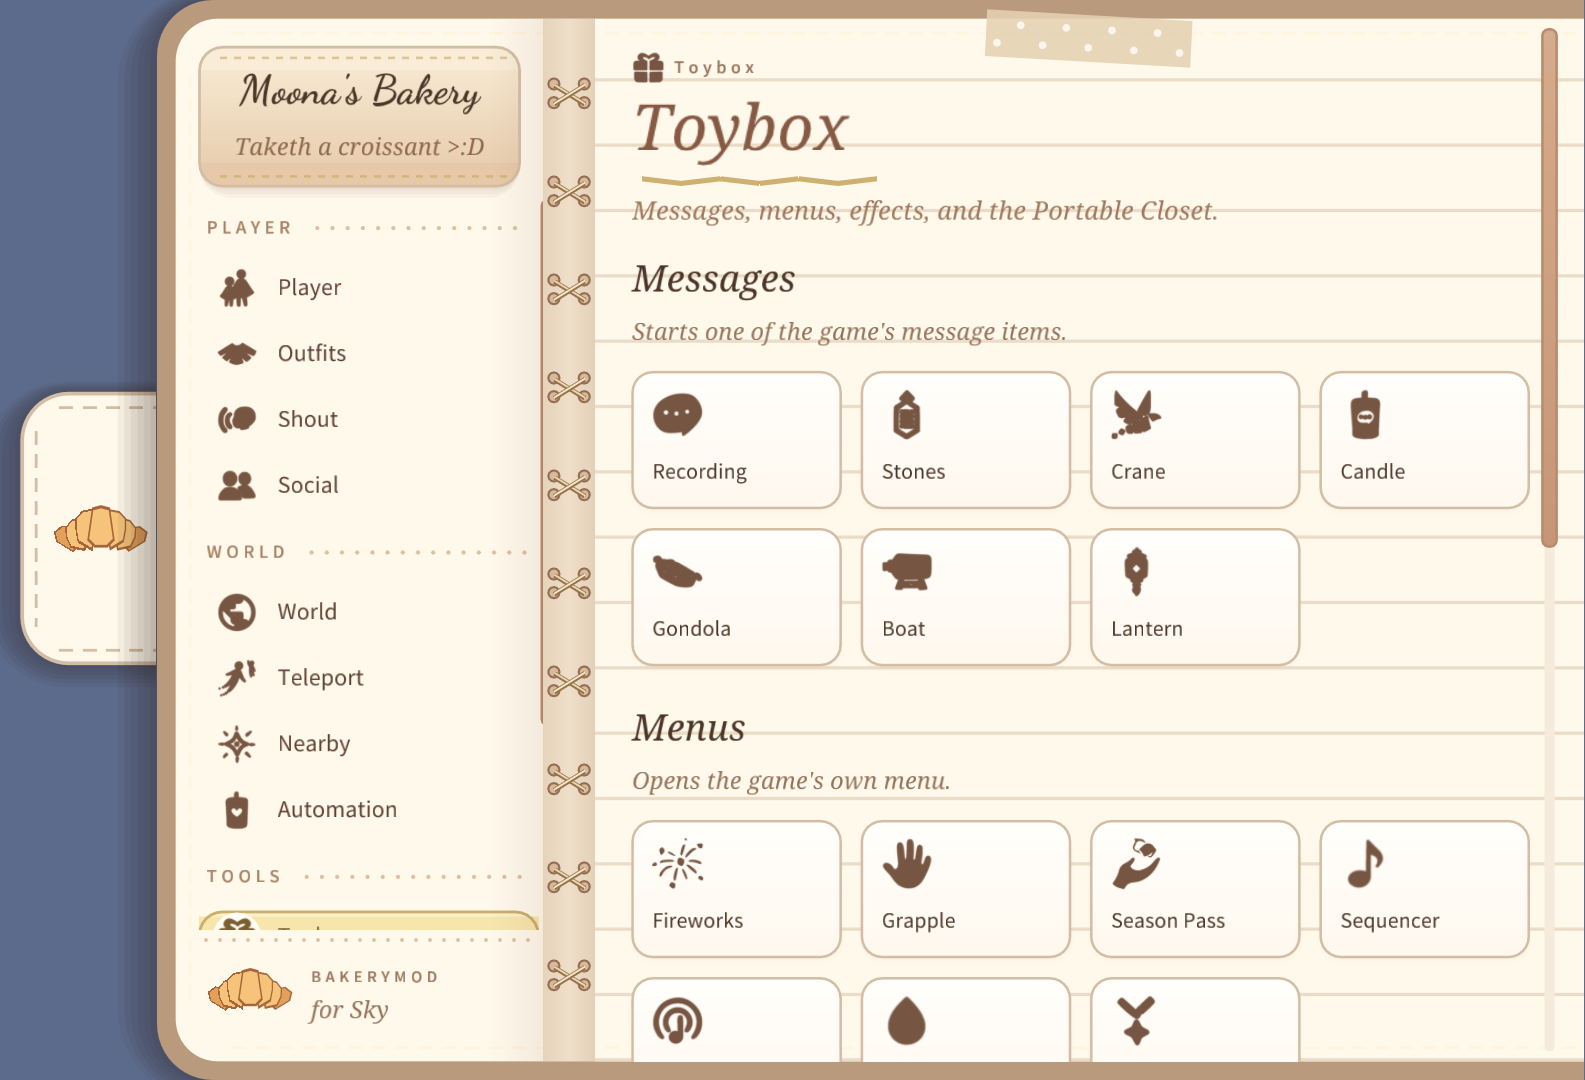 Moona's Bakery
Taketh a croissant >:D
PLAYER
Player
Outfits
Shout
Social
WORLD
World
Teleport
Nearby
Automation
TOOLS
BAKERYMOD
for Sky
Toybox
Toybox
Messages, menus, effects, and the Portable Closet.
Messages
Starts one of the game's message items.
Recording
Stones
Crane
Candle
Gondola
Boat
Lantern
Menus
Opens the game's own menu.
Fireworks
Grapple
Season Pass
Sequencer